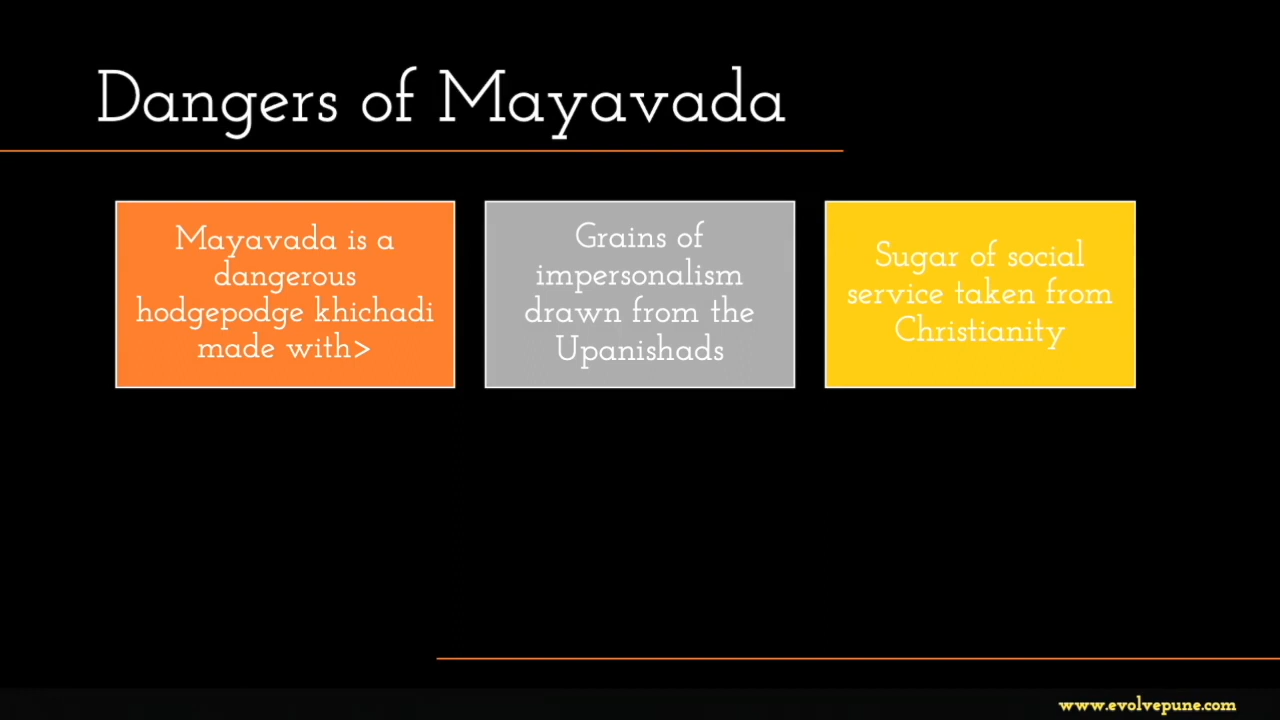 Dangers of Mayavada
Mayavada is a
dangerous
hodgepodge khichadi
made with>
Grains of
impersonalism
drawn from the
Upanishads
Sugar of social
service taken from
Christianity
www.evolvepune.com